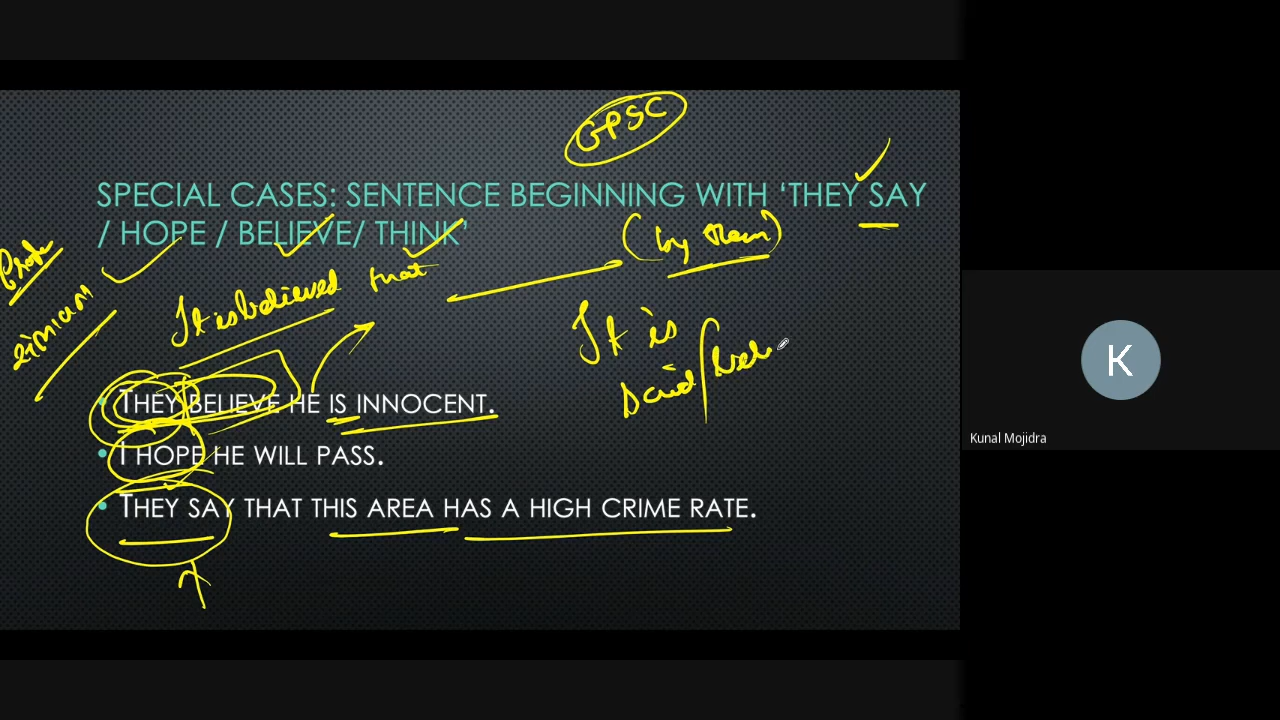 GPSC
SPECIAL CASES: SENTENCE BEGINNING WITH ‘THEY SAY
/ HOPE / BELIEVE/ THINK’
(by them)
It is believed that
It is
said/
• THEY BELIEVE HE IS INNOCENT.
• I HOPE HE WILL PASS.
• THEY SAY THAT THIS AREA HAS A HIGH CRIME RATE.
K
Kunal Mojidra